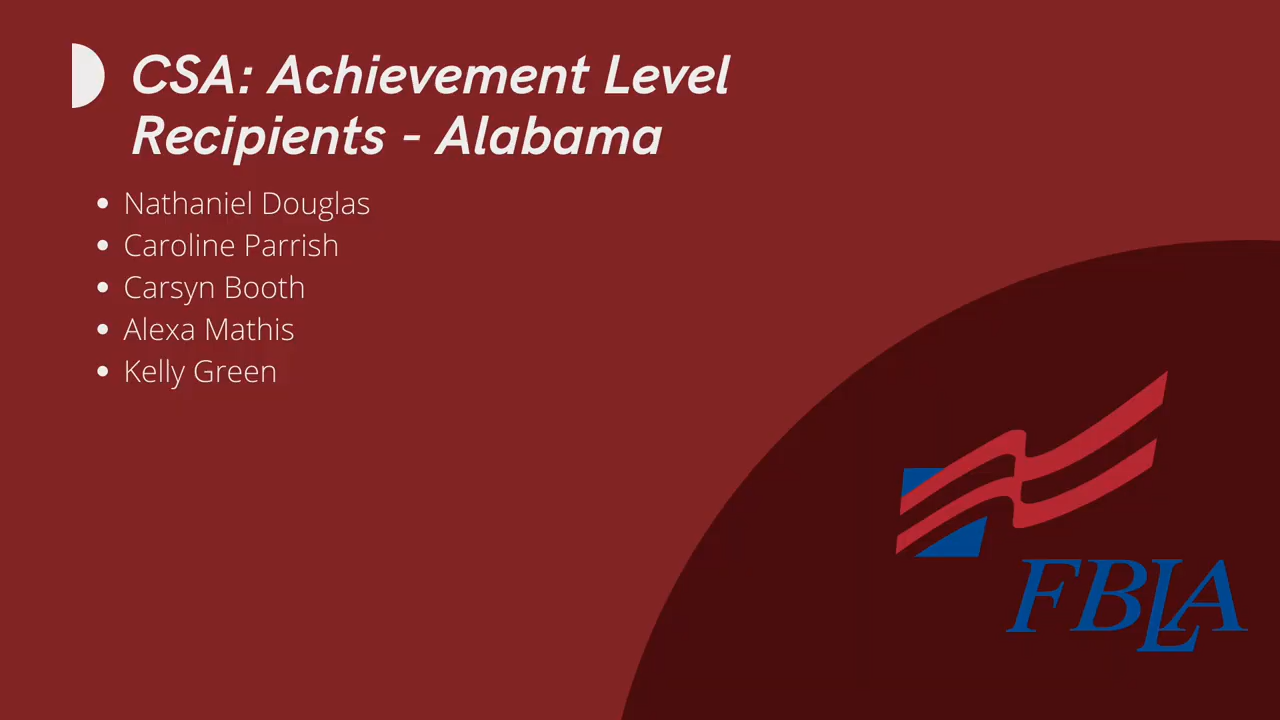 CSA: Achievement Level
Recipients - Alabama
Nathaniel Douglas
Caroline Parrish
Carsyn Booth
Alexa Mathis
Kelly Green
FBLA